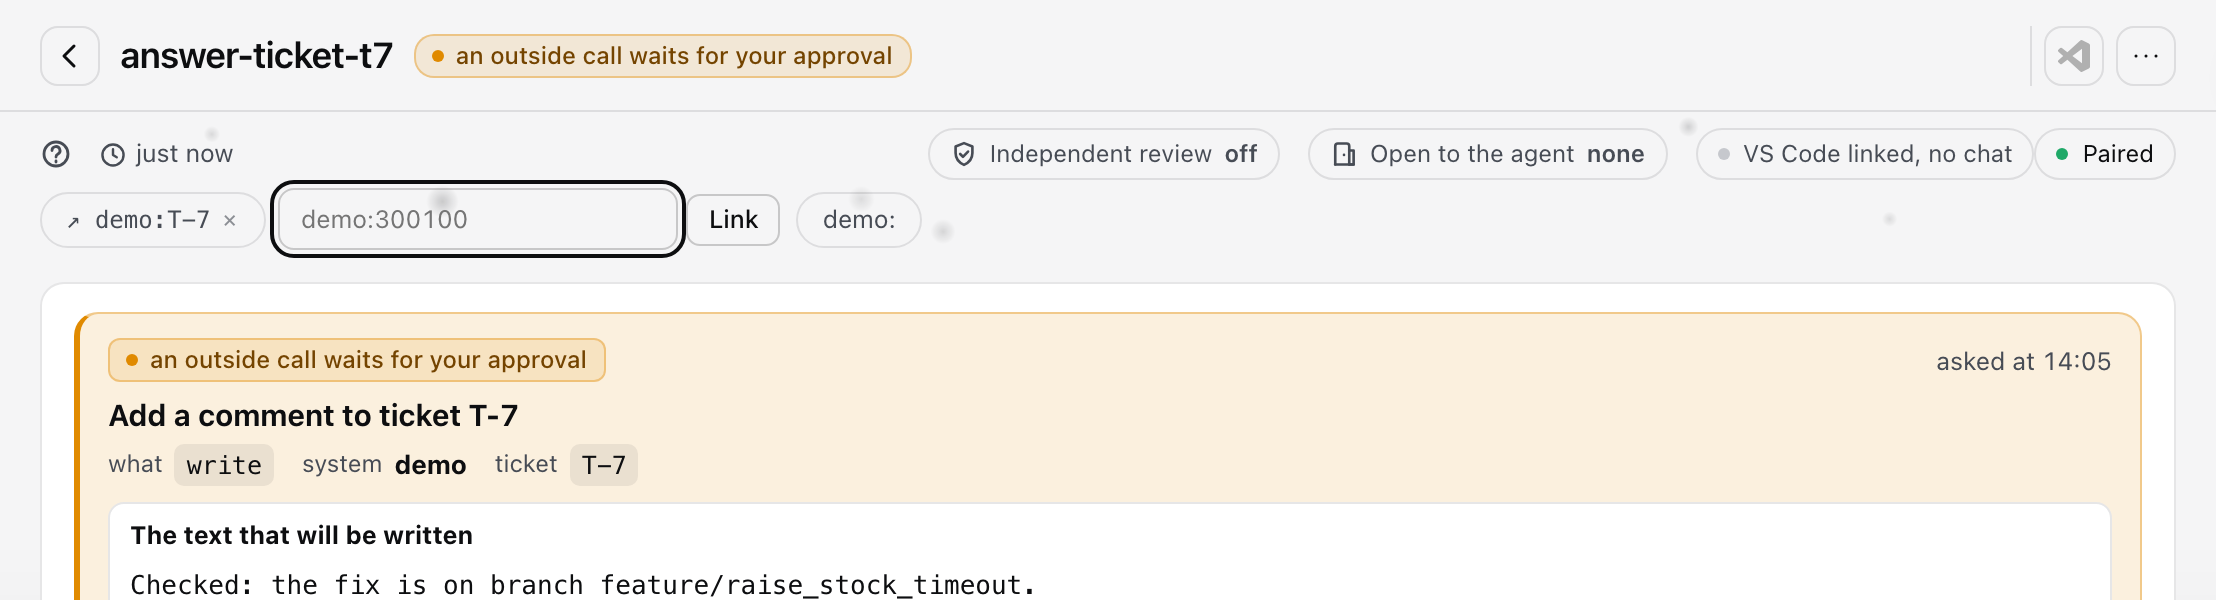 answer-ticket-t7 an outside call waits for your approval ...
just now Independent review off Open to the agent none VS Code linked, no chat Paired
↗ demo:T-7 × demo:300100 Link demo:
an outside call waits for your approval asked at 14:05
Add a comment to ticket T-7
what write system demo ticket T-7
The text that will be written
Checked: the fix is on branch feature/raise_stock_timeout.